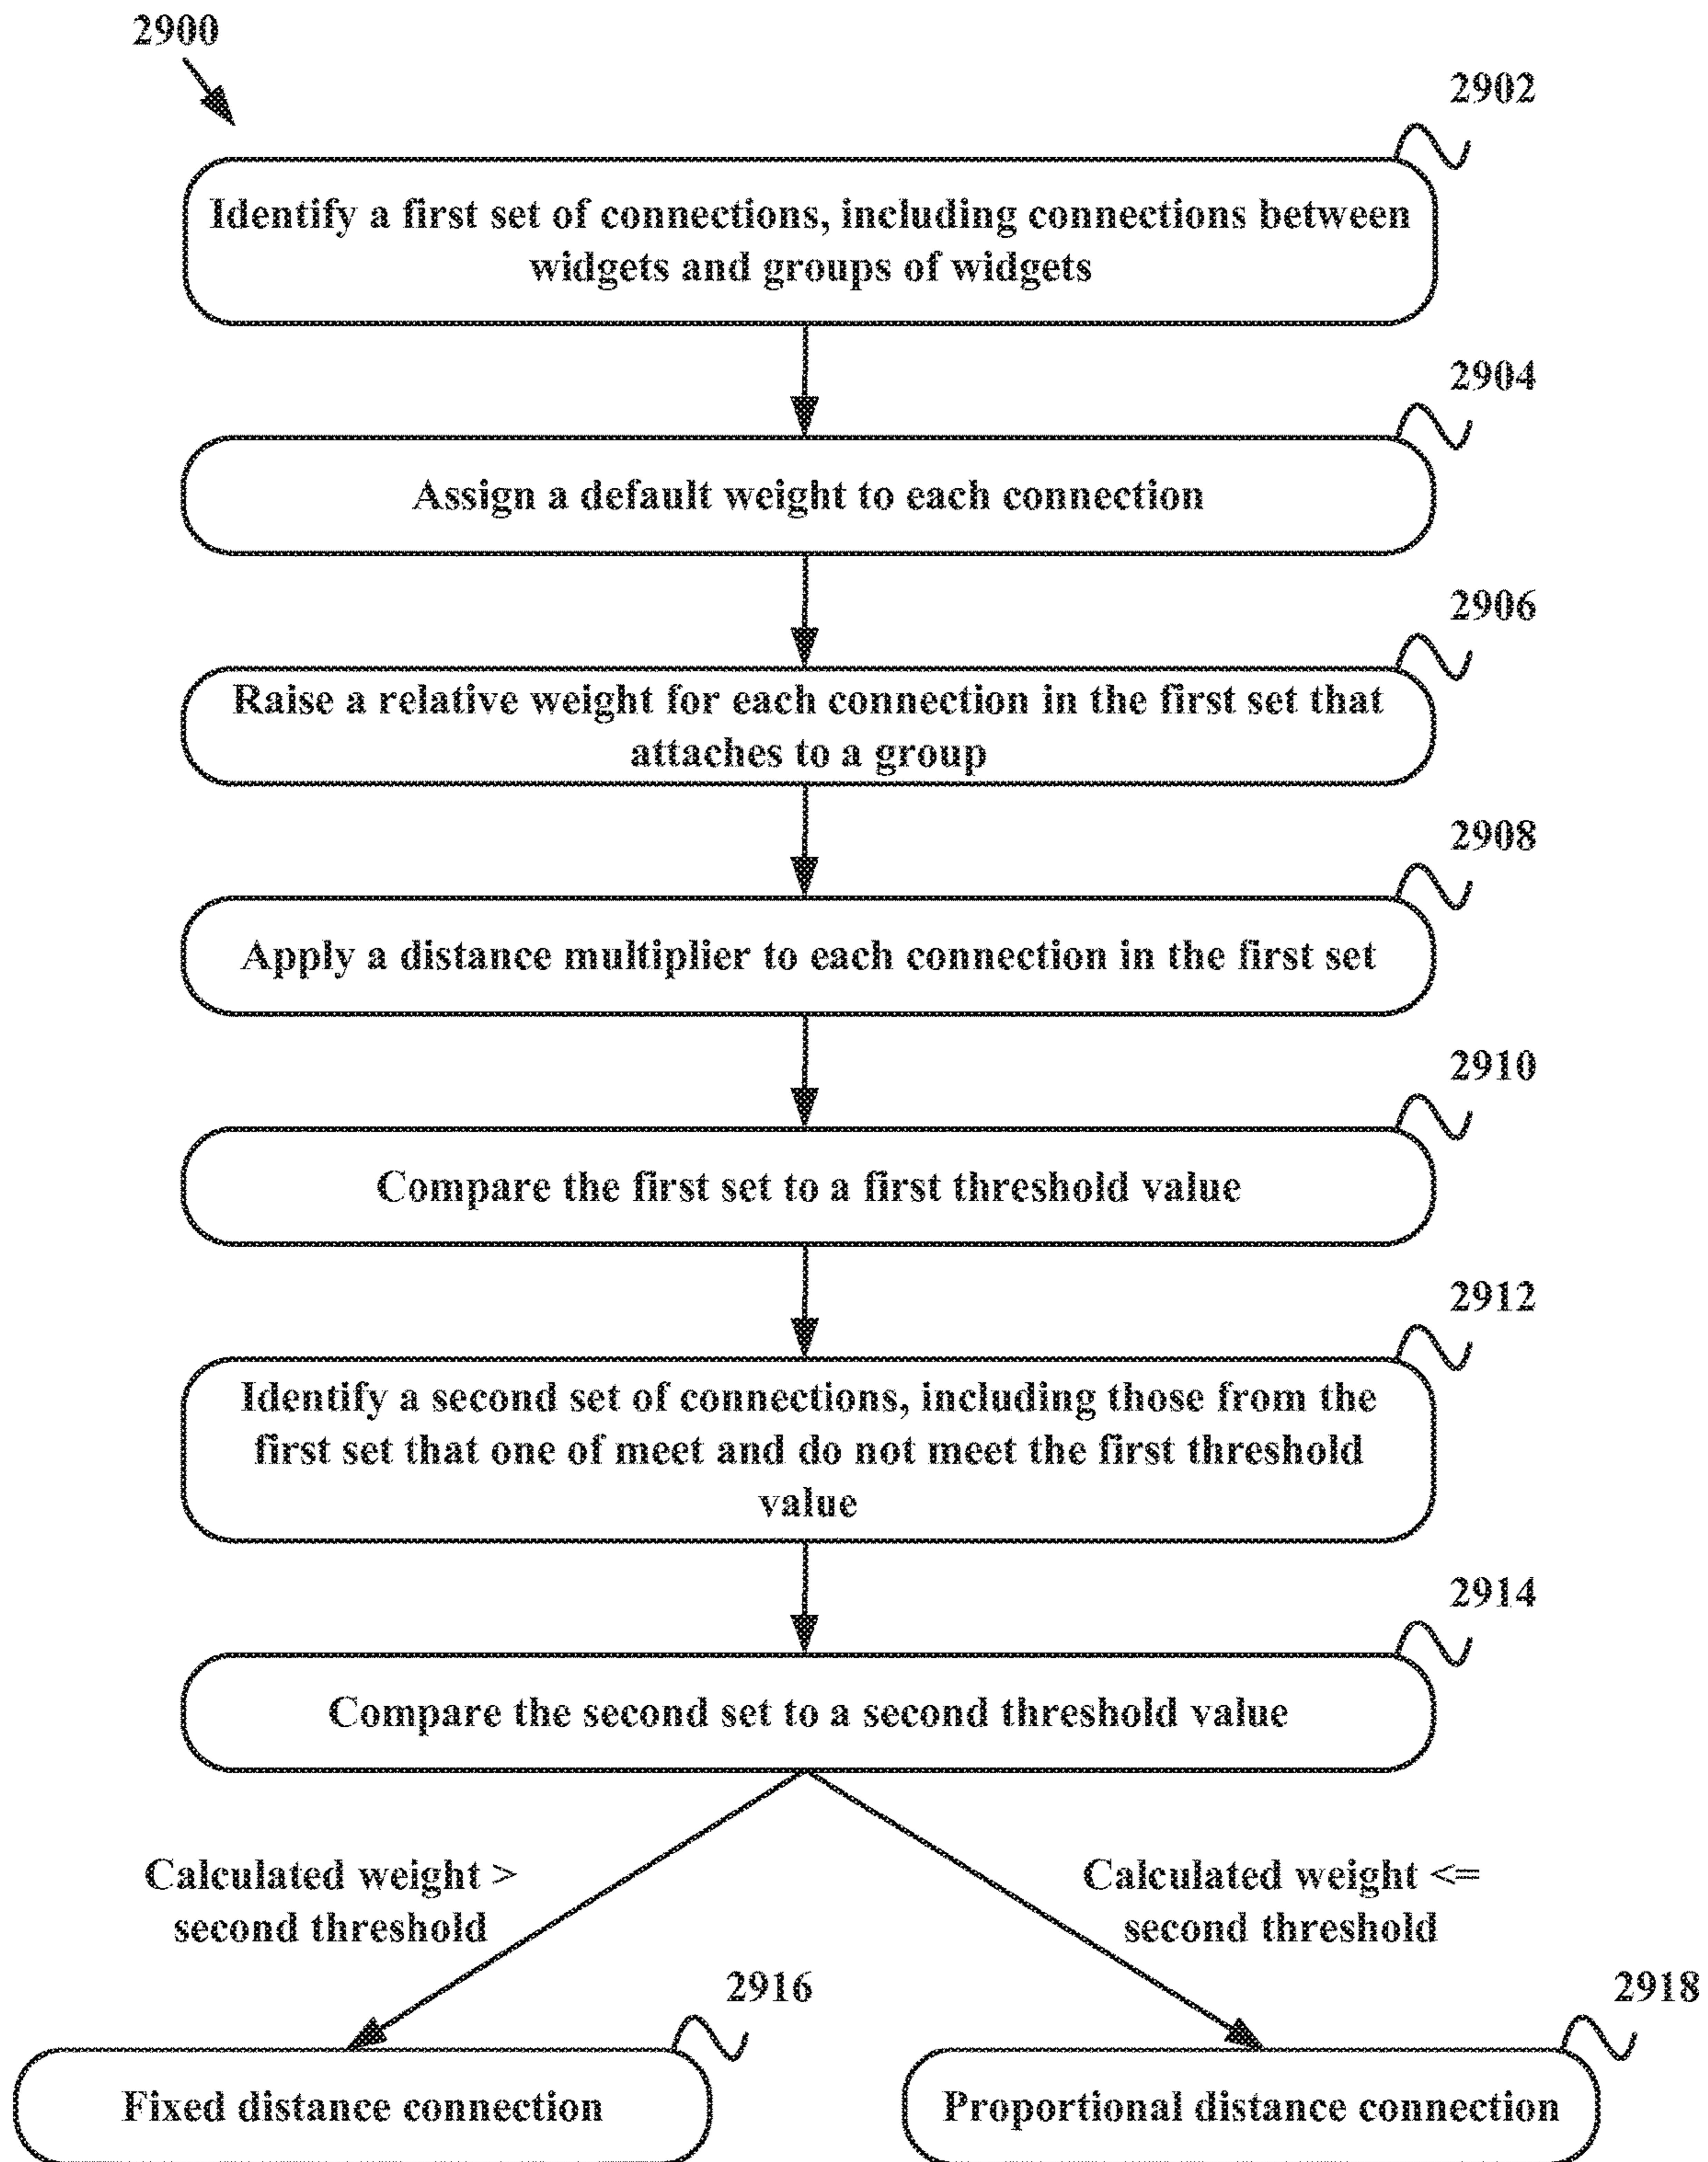 2900
2902
Identify a first set of connections, including connections between
widgets and groups of widgets
2904
Assign a default weight to each connection
2906
Raise a relative weight for each connection in the first set that
attaches to a group
2908
Apply a distance multiplier to each connection in the first set
2910
Compare the first set to a first threshold value
2912
Identify a second set of connections, including those from the
first set that one of meet and do not meet the first threshold
value
2914
Compare the second set to a second threshold value
Calculated weight >
second threshold
Calculated weight <=
second threshold
2916
Fixed distance connection
2918
Proportional distance connection